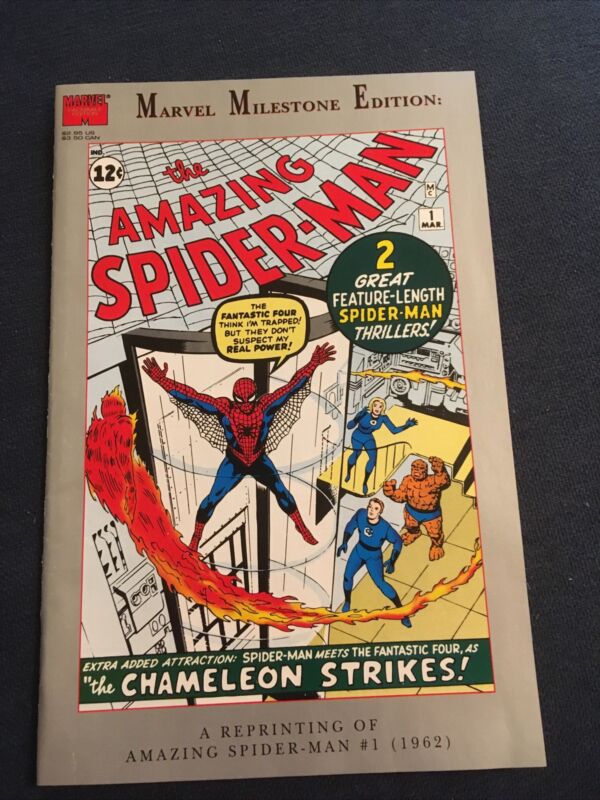 MARVEL®
M
$2.95 US
$3.50 CAN
MARVEL MILESTONE EDITION:
IND.
12¢
the
AMAZING
SPIDER-MAN
M
C
1
MAR.
2
GREAT
FEATURE-LENGTH
SPIDER-MAN
THRILLERS!
THE
FANTASTIC FOUR
THINK I'M TRAPPED!
BUT THEY DON'T
SUSPECT MY
REAL POWER!
EXTRA ADDED ATTRACTION: SPIDER-MAN MEETS THE FANTASTIC FOUR, AS
"the CHAMELEON STRIKES!
A REPRINTING OF
AMAZING SPIDER-MAN #1 (1962)